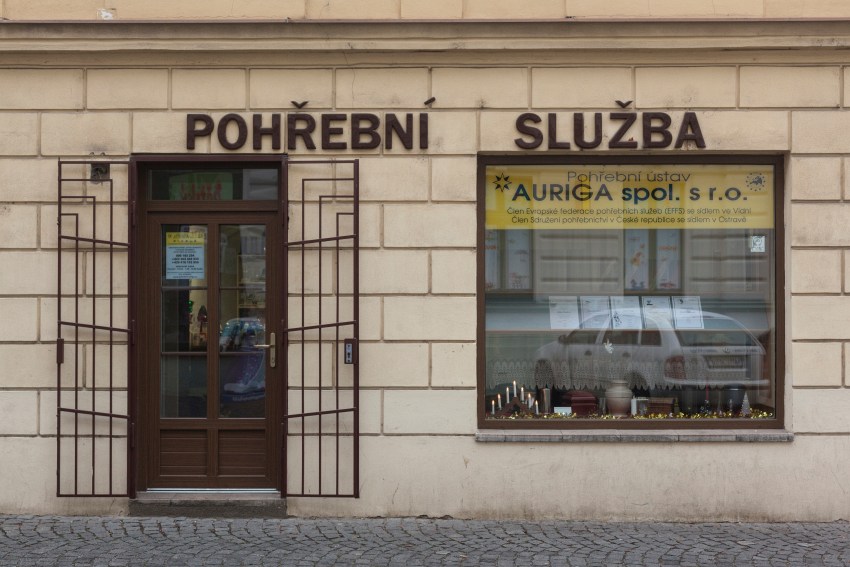 POHŘEBNÍ SLUŽBA
Pohřební ústav
AURIGA spol. s r.o.
Člen Evropské federace pohřebních služeb (EFFS) se sídlem ve Vídni
Člen Sdružení pohřebnictví v České republice se sídlem v Ostravě